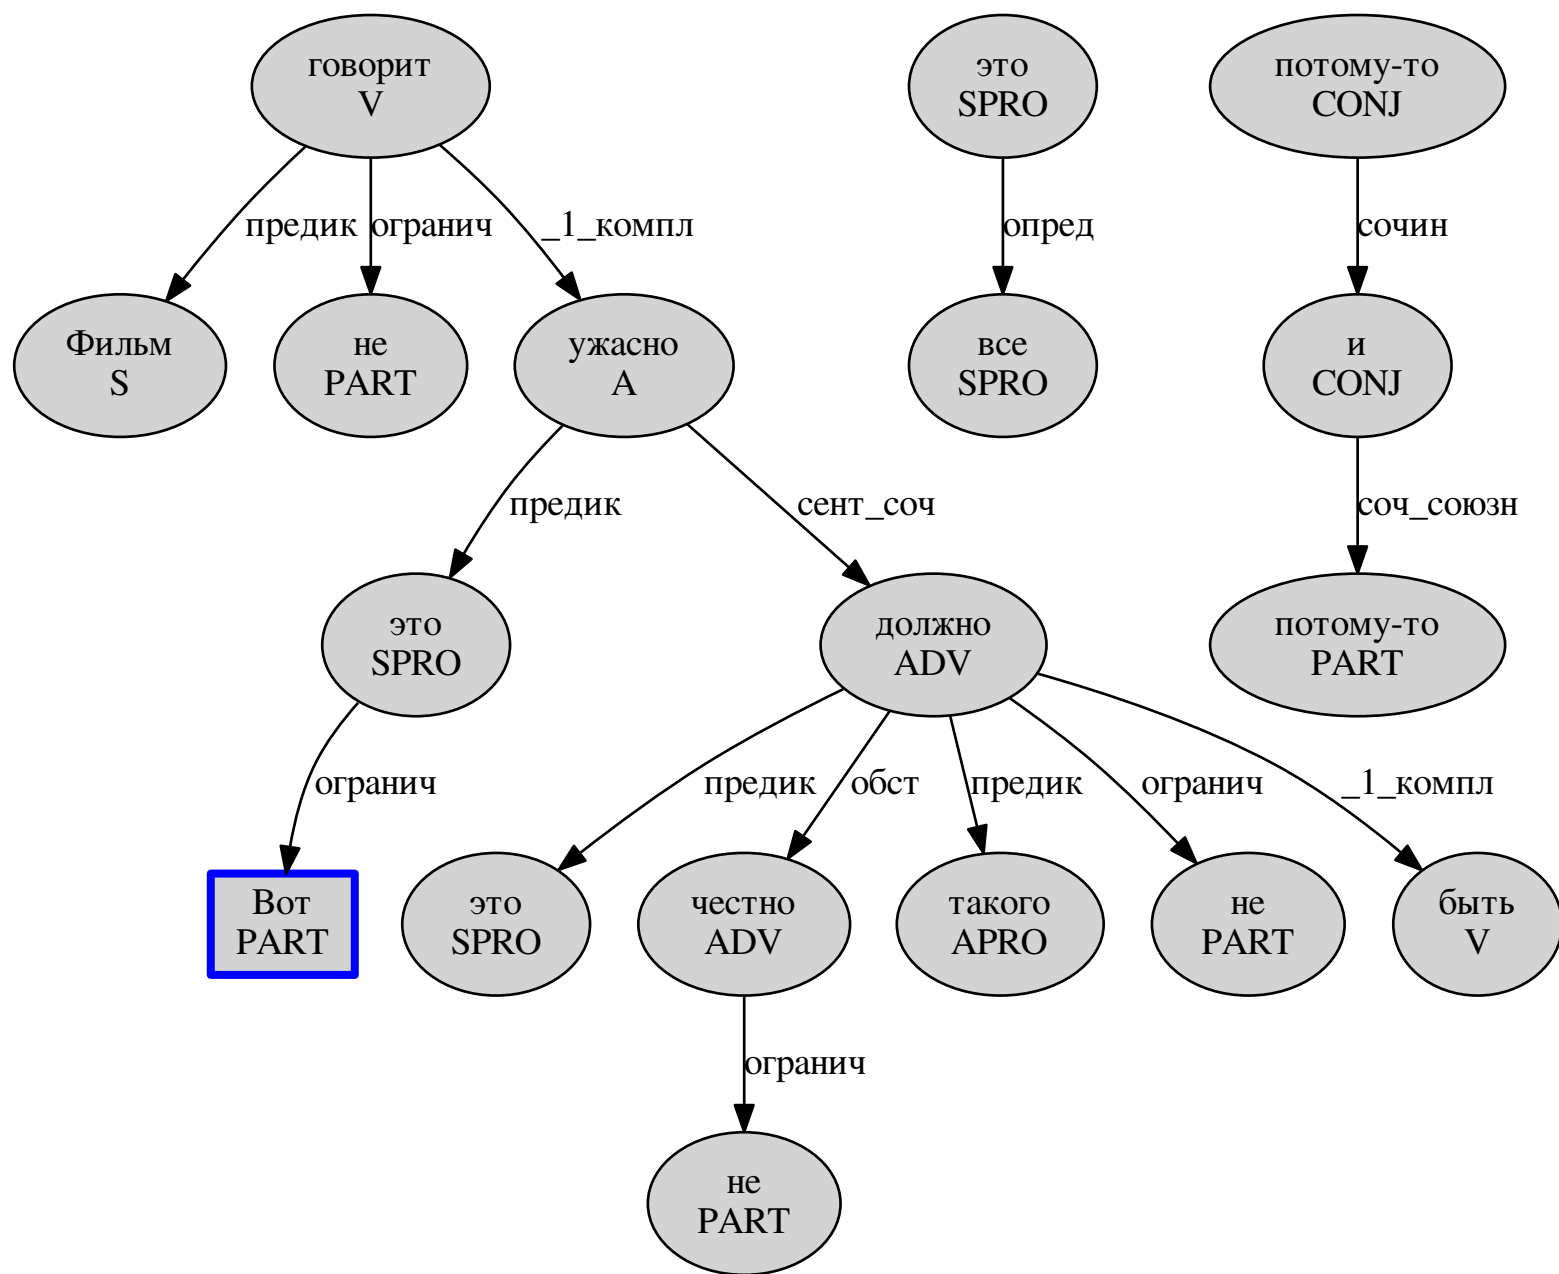 говорит
V
это
SPRO
потому-то
CONJ
предик
огранич
_1_компл
опред
сочин
Фильм
S
не
PART
ужасно
A
все
SPRO
и
CONJ
предик
сент_соч
соч_союзн
это
SPRO
должно
ADV
потому-то
PART
огранич
предик
обст
предик
огранич
_1_компл
Вот
PART
это
SPRO
честно
ADV
такого
APRO
не
PART
быть
V
огранич
не
PART